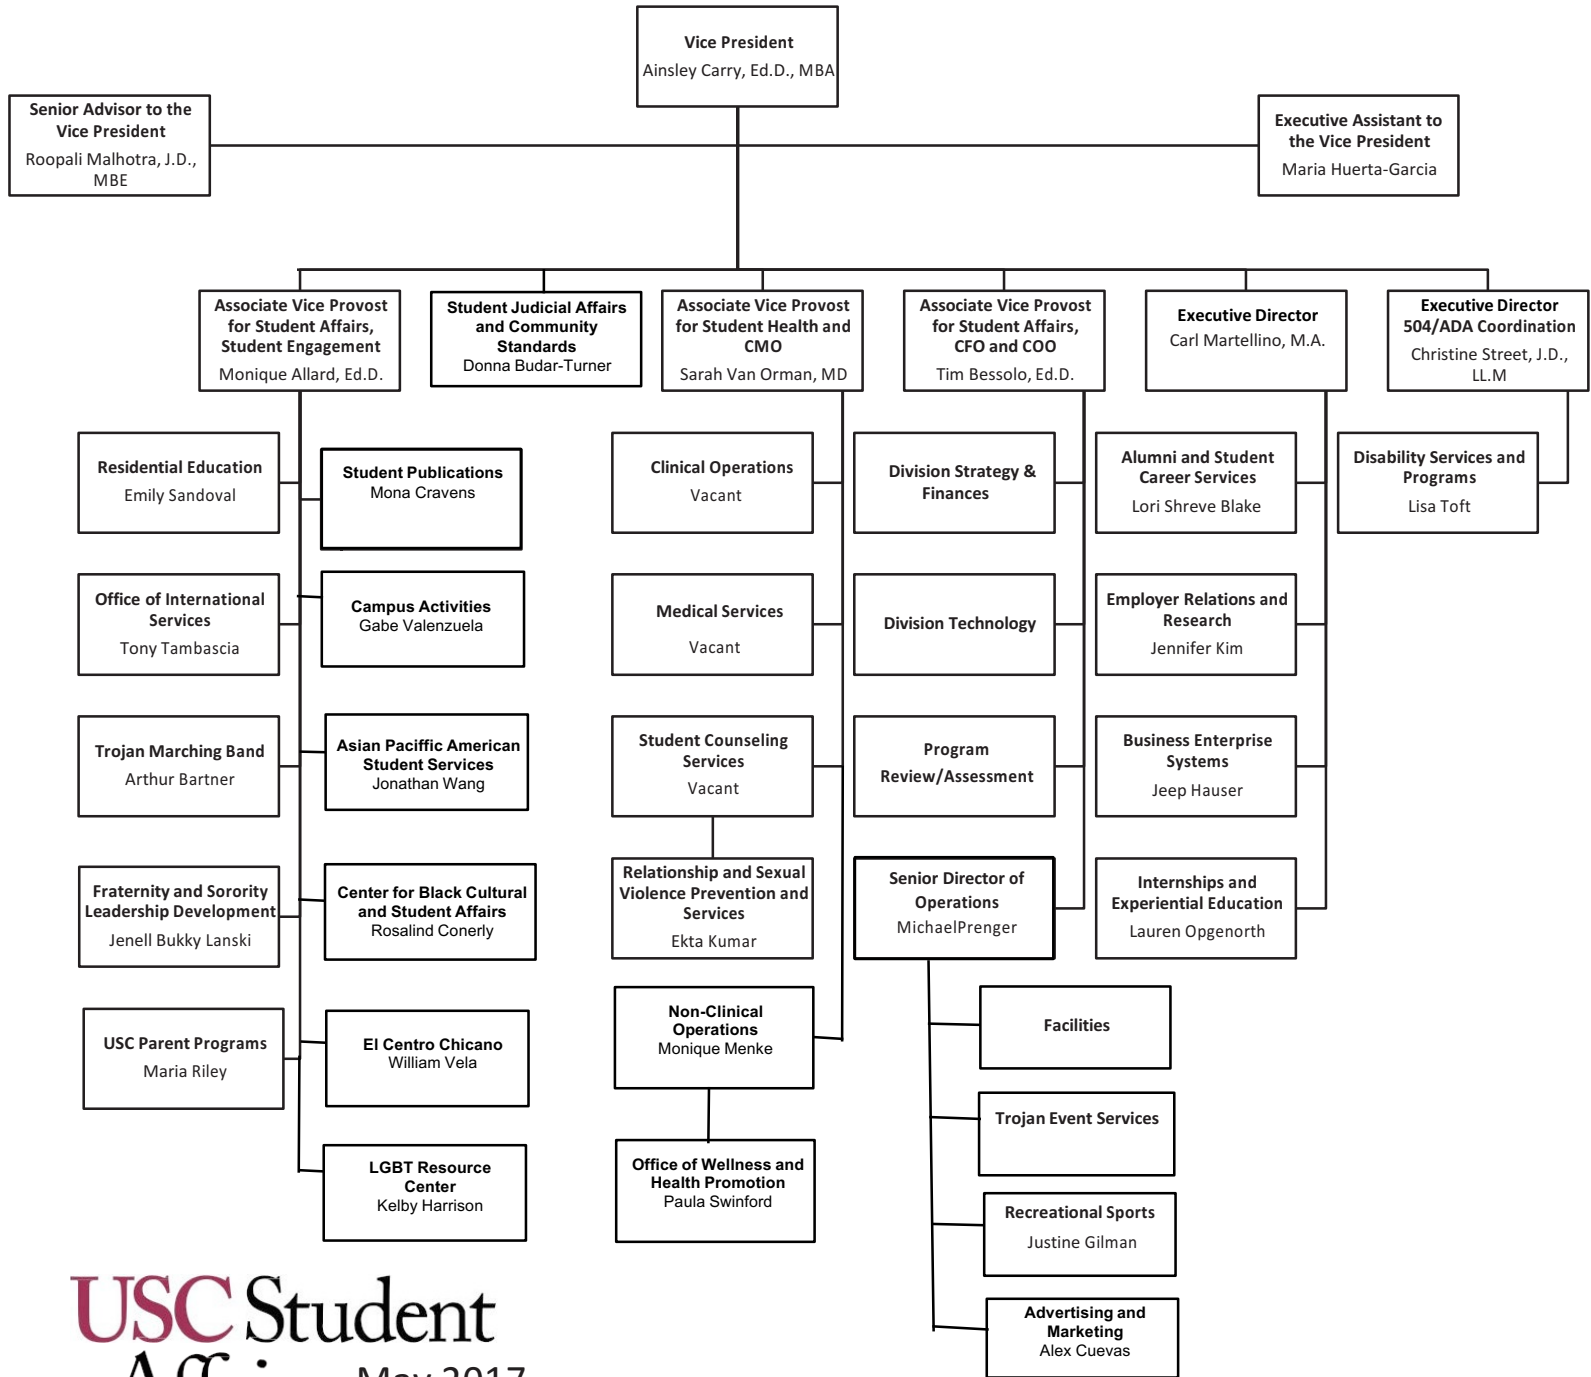 Vice President
Ainsley Carry, Ed.D., MBA
Senior Advisor to the
Vice President
Roopali Malhotra, J.D.,
MBE
Executive Assistant to
the Vice President
Maria Huerta-Garcia
Associate Vice Provost
for Student Affairs,
Student Engagement
Monique Allard, Ed.D.
Student Judicial Affairs
and Community
Standards
Donna Budar-Turner
Associate Vice Provost
for Student Health and
CMO
Sarah Van Orman, MD
Associate Vice Provost
for Student Affairs,
CFO and COO
Tim Bessolo, Ed.D.
Executive Director
Carl Martellino, M.A.
Executive Director
504/ADA Coordination
Christine Street, J.D.,
LL.M
Residential Education
Emily Sandoval
Student Publications
Mona Cravens
Clinical Operations
Vacant
Division Strategy &
Finances
Alumni and Student
Career Services
Lori Shreve Blake
Disability Services and
Programs
Lisa Toft
Office of International
Services
Tony Tambascia
Campus Activities
Gabe Valenzuela
Medical Services
Vacant
Division Technology
Employer Relations and
Research
Jennifer Kim
Trojan Marching Band
Arthur Bartner
Asian Paciffic American
Student Services
Jonathan Wang
Student Counseling
Services
Vacant
Program
Review/Assessment
Business Enterprise
Systems
Jeep Hauser
Fraternity and Sorority
Leadership Development
Jenell Bukky Lanski
Center for Black Cultural
and Student Affairs
Rosalind Conerly
Relationship and Sexual
Violence Prevention and
Services
Ekta Kumar
Senior Director of
Operations
MichaelPrenger
Internships and
Experiential Education
Lauren Opgenorth
USC Parent Programs
Maria Riley
El Centro Chicano
William Vela
Non-Clinical
Operations
Monique Menke
Facilities
Trojan Event Services
LGBT Resource
Center
Kelby Harrison
Office of Wellness and
Health Promotion
Paula Swinford
Recreational Sports
Justine Gilman
Advertising and
Marketing
Alex Cuevas
USC Student
Affairs
May 2017